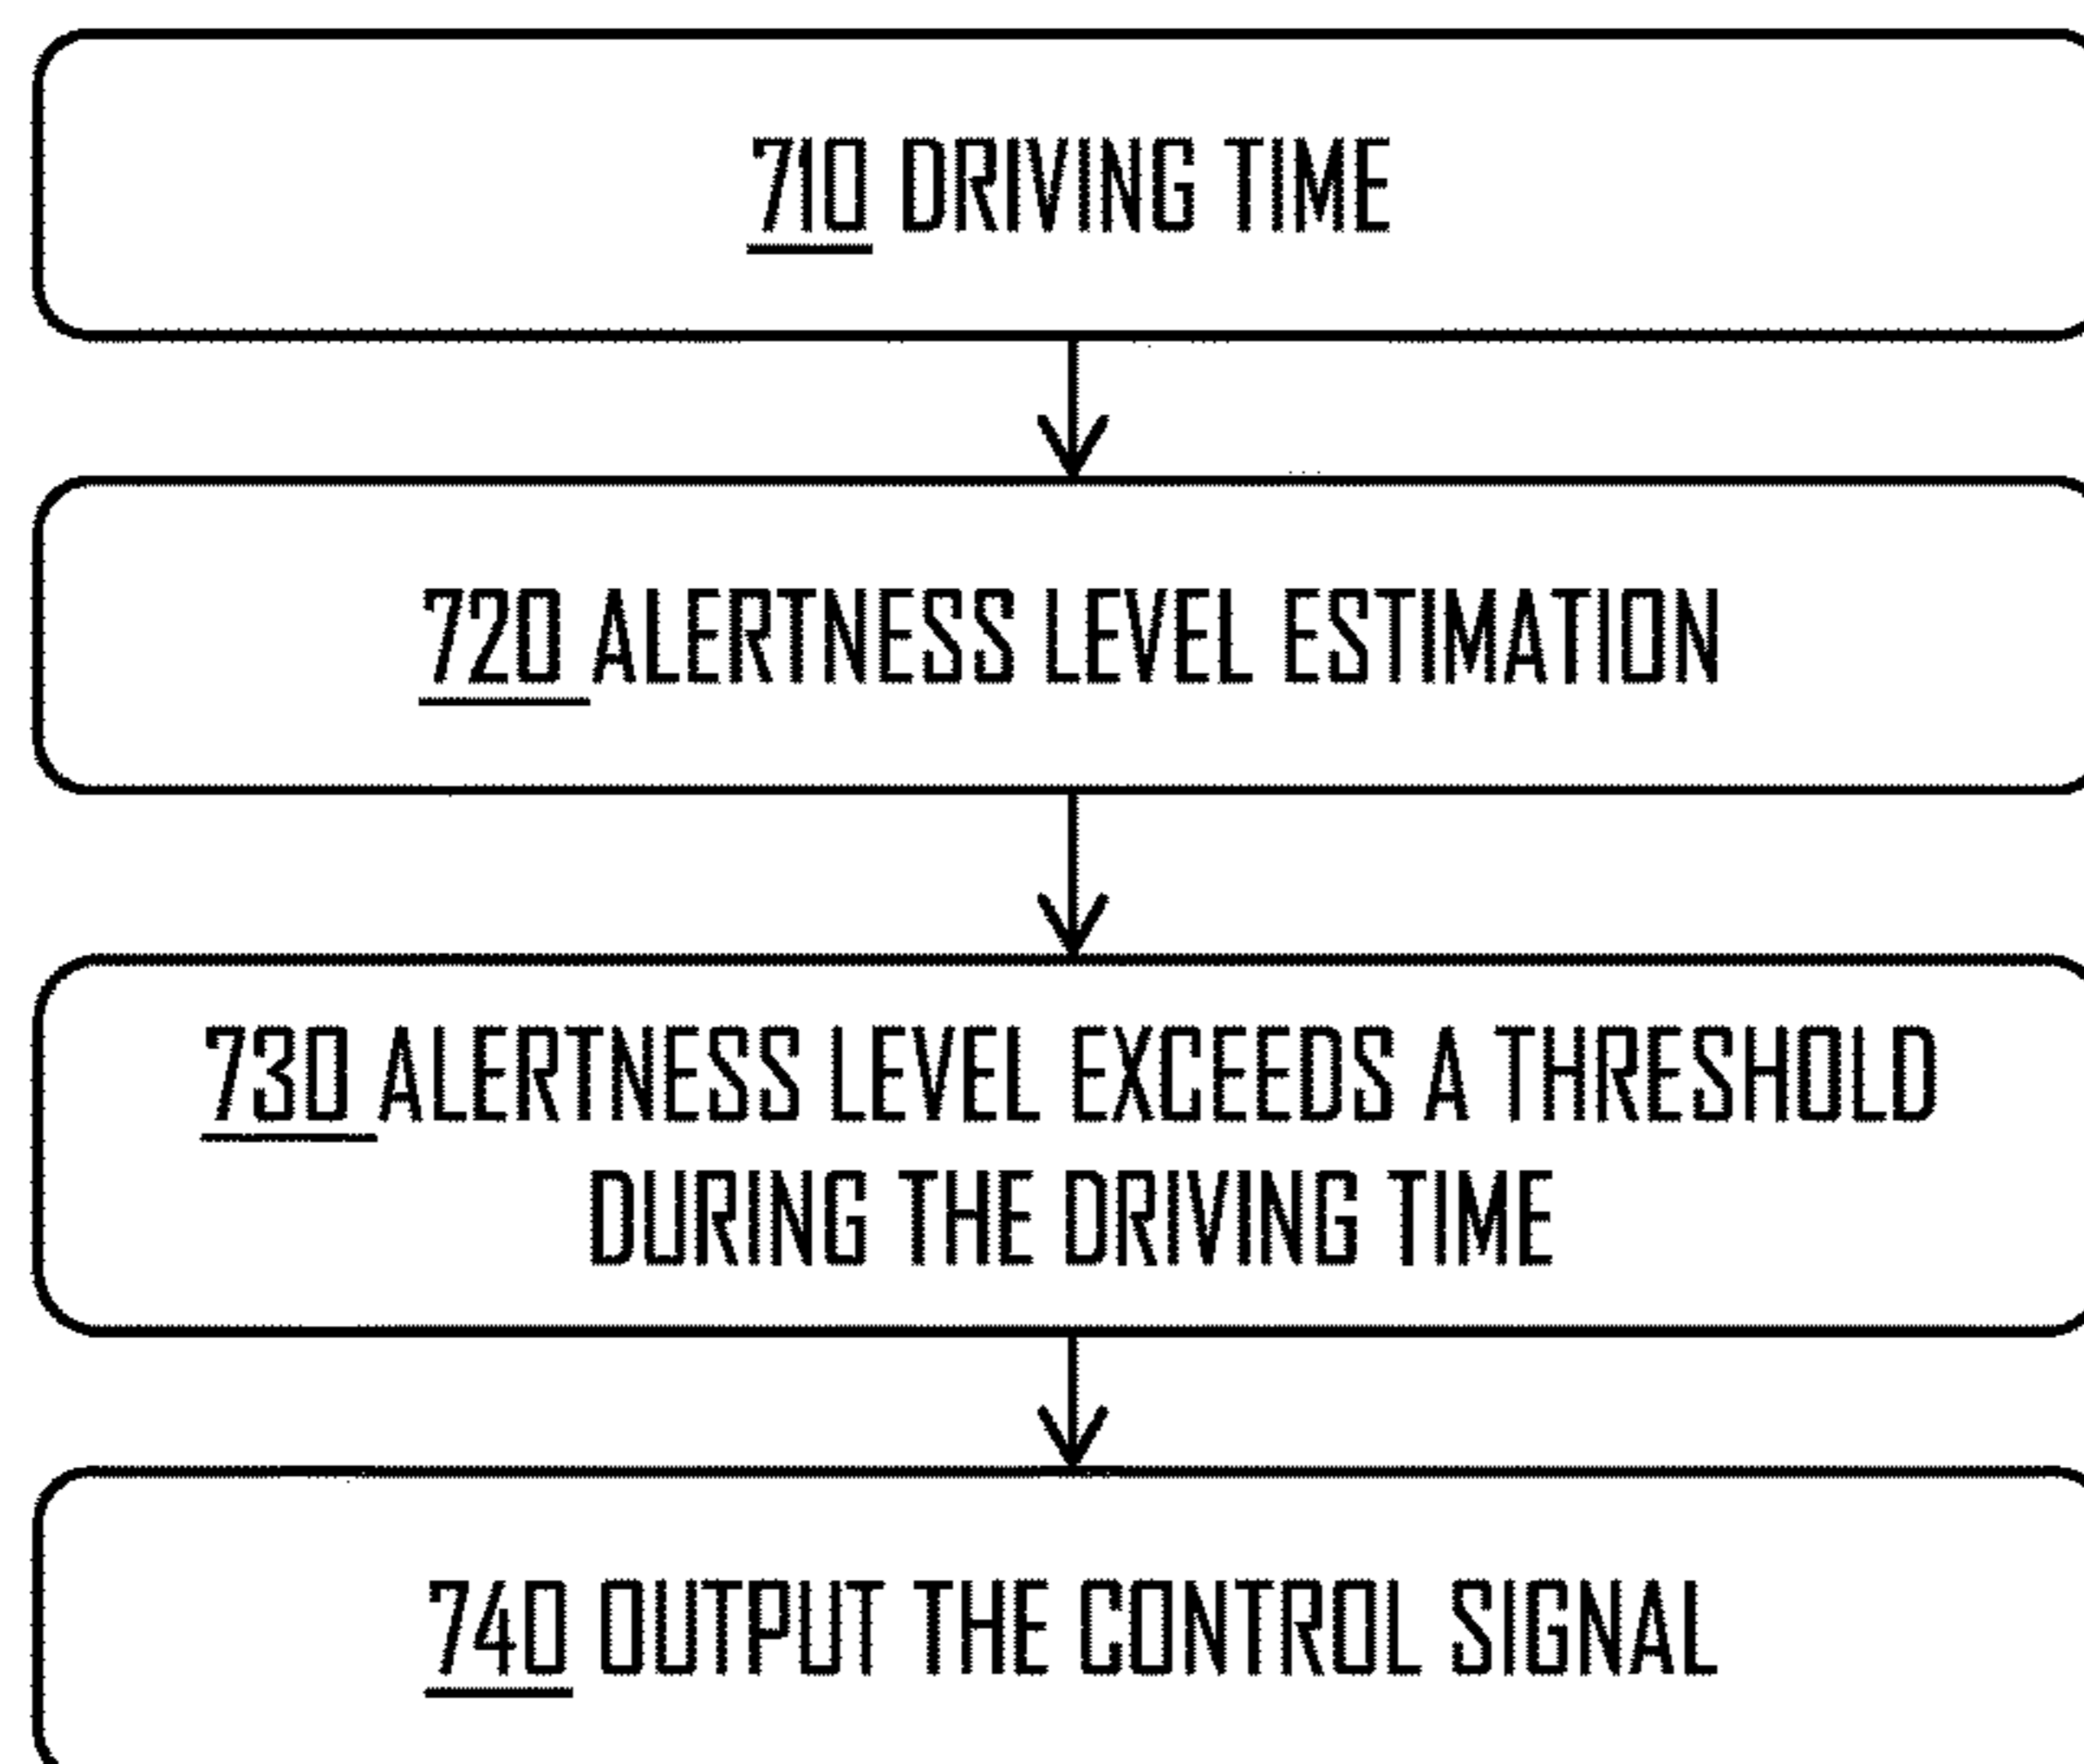 710 DRIVING TIME
720 ALERTNESS LEVEL ESTIMATION
730 ALERTNESS LEVEL EXCEEDS A THRESHOLD
DURING THE DRIVING TIME
740 OUTPUT THE CONTROL SIGNAL